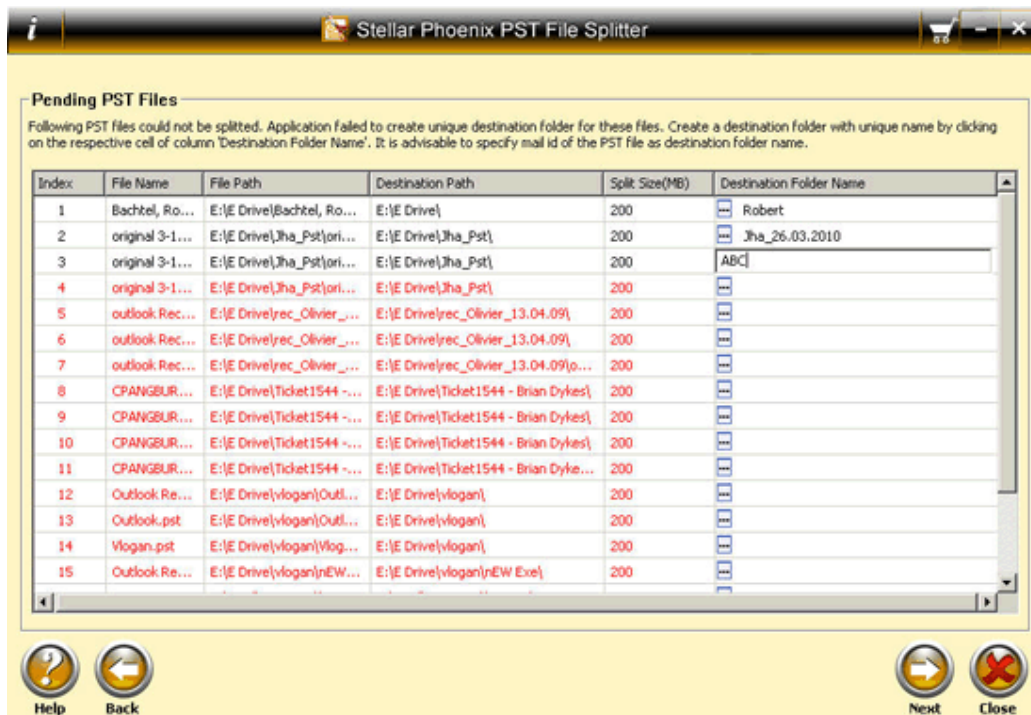 i Stellar Phoenix PST File Splitter
Pending PST Files
Following PST files could not be splitted. Application failed to create unique destination folder for these files. Create a destination folder with unique name by clicking
on the respective cell of column 'Destination Folder Name'. It is advisable to specify mail id of the PST file as destination folder name.
Index File Name File Path Destination Path Split Size(MB) Destination Folder Name
1 Bachtel, Ro... E:\E Drive\Bachtel, Ro... E:\E Drive\ 200 Robert
2 original 3-1... E:\E Drive\Jha_Pst\ori... E:\E Drive\Jha_Pst\ 200 Jha_26.03.2010
3 original 3-1... E:\E Drive\Jha_Pst\ori... E:\E Drive\Jha_Pst\ 200 ABC
4 original 3-1... E:\E Drive\Jha_Pst\ori... E:\E Drive\Jha_Pst\ 200
5 outlook Rec... E:\E Drive\rec_Olivier_... E:\E Drive\rec_Olivier_13.04.09\ 200
6 outlook Rec... E:\E Drive\rec_Olivier_... E:\E Drive\rec_Olivier_13.04.09\ 200
7 outlook Rec... E:\E Drive\rec_Olivier_... E:\E Drive\rec_Olivier_13.04.09\o... 200
8 CPANGBUR... E:\E Drive\Ticket1544 -... E:\E Drive\Ticket1544 - Brian Dykes\ 200
9 CPANGBUR... E:\E Drive\Ticket1544 -... E:\E Drive\Ticket1544 - Brian Dykes\ 200
10 CPANGBUR... E:\E Drive\Ticket1544 -... E:\E Drive\Ticket1544 - Brian Dykes\ 200
11 CPANGBUR... E:\E Drive\Ticket1544 -... E:\E Drive\Ticket1544 - Brian Dyke... 200
12 Outlook Re... E:\E Drive\vlogan\Outl... E:\E Drive\vlogan\ 200
13 Outlook.pst E:\E Drive\vlogan\Outl... E:\E Drive\vlogan\ 200
14 Vlogan.pst E:\E Drive\vlogan\Vlog... E:\E Drive\vlogan\ 200
15 Outlook Re... E:\E Drive\vlogan\nEW... E:\E Drive\vlogan\nEW Exe\ 200
Help Back Next Close